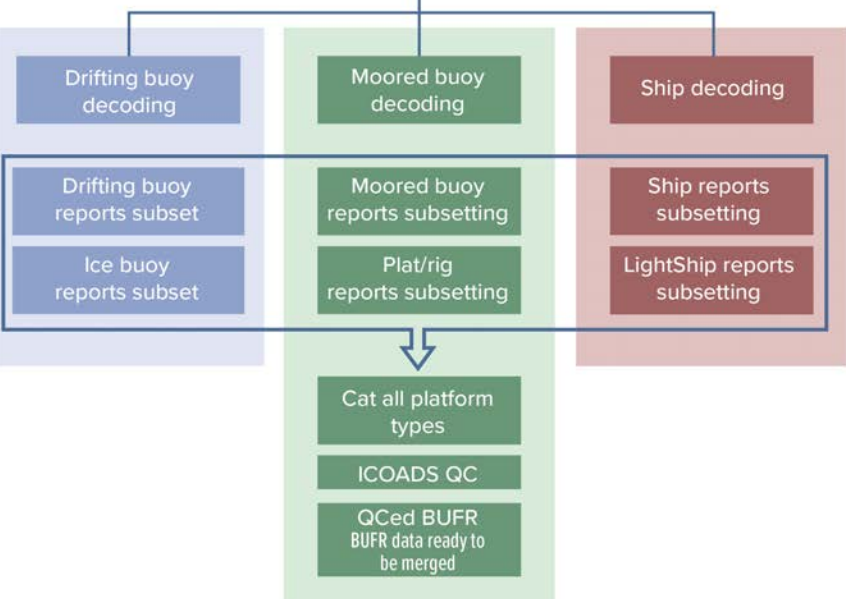 Drifting buoy
decoding
Moored buoy
decoding
Ship decoding
Drifting buoy
reports subset
Moored buoy
reports subsetting
Ship reports
subsetting
Ice buoy
reports subset
Plat/rig
reports subsetting
LightShip reports
subsetting
Cat all platform
types
ICOADS QC
QCed BUFR
BUFR data ready to
be merged